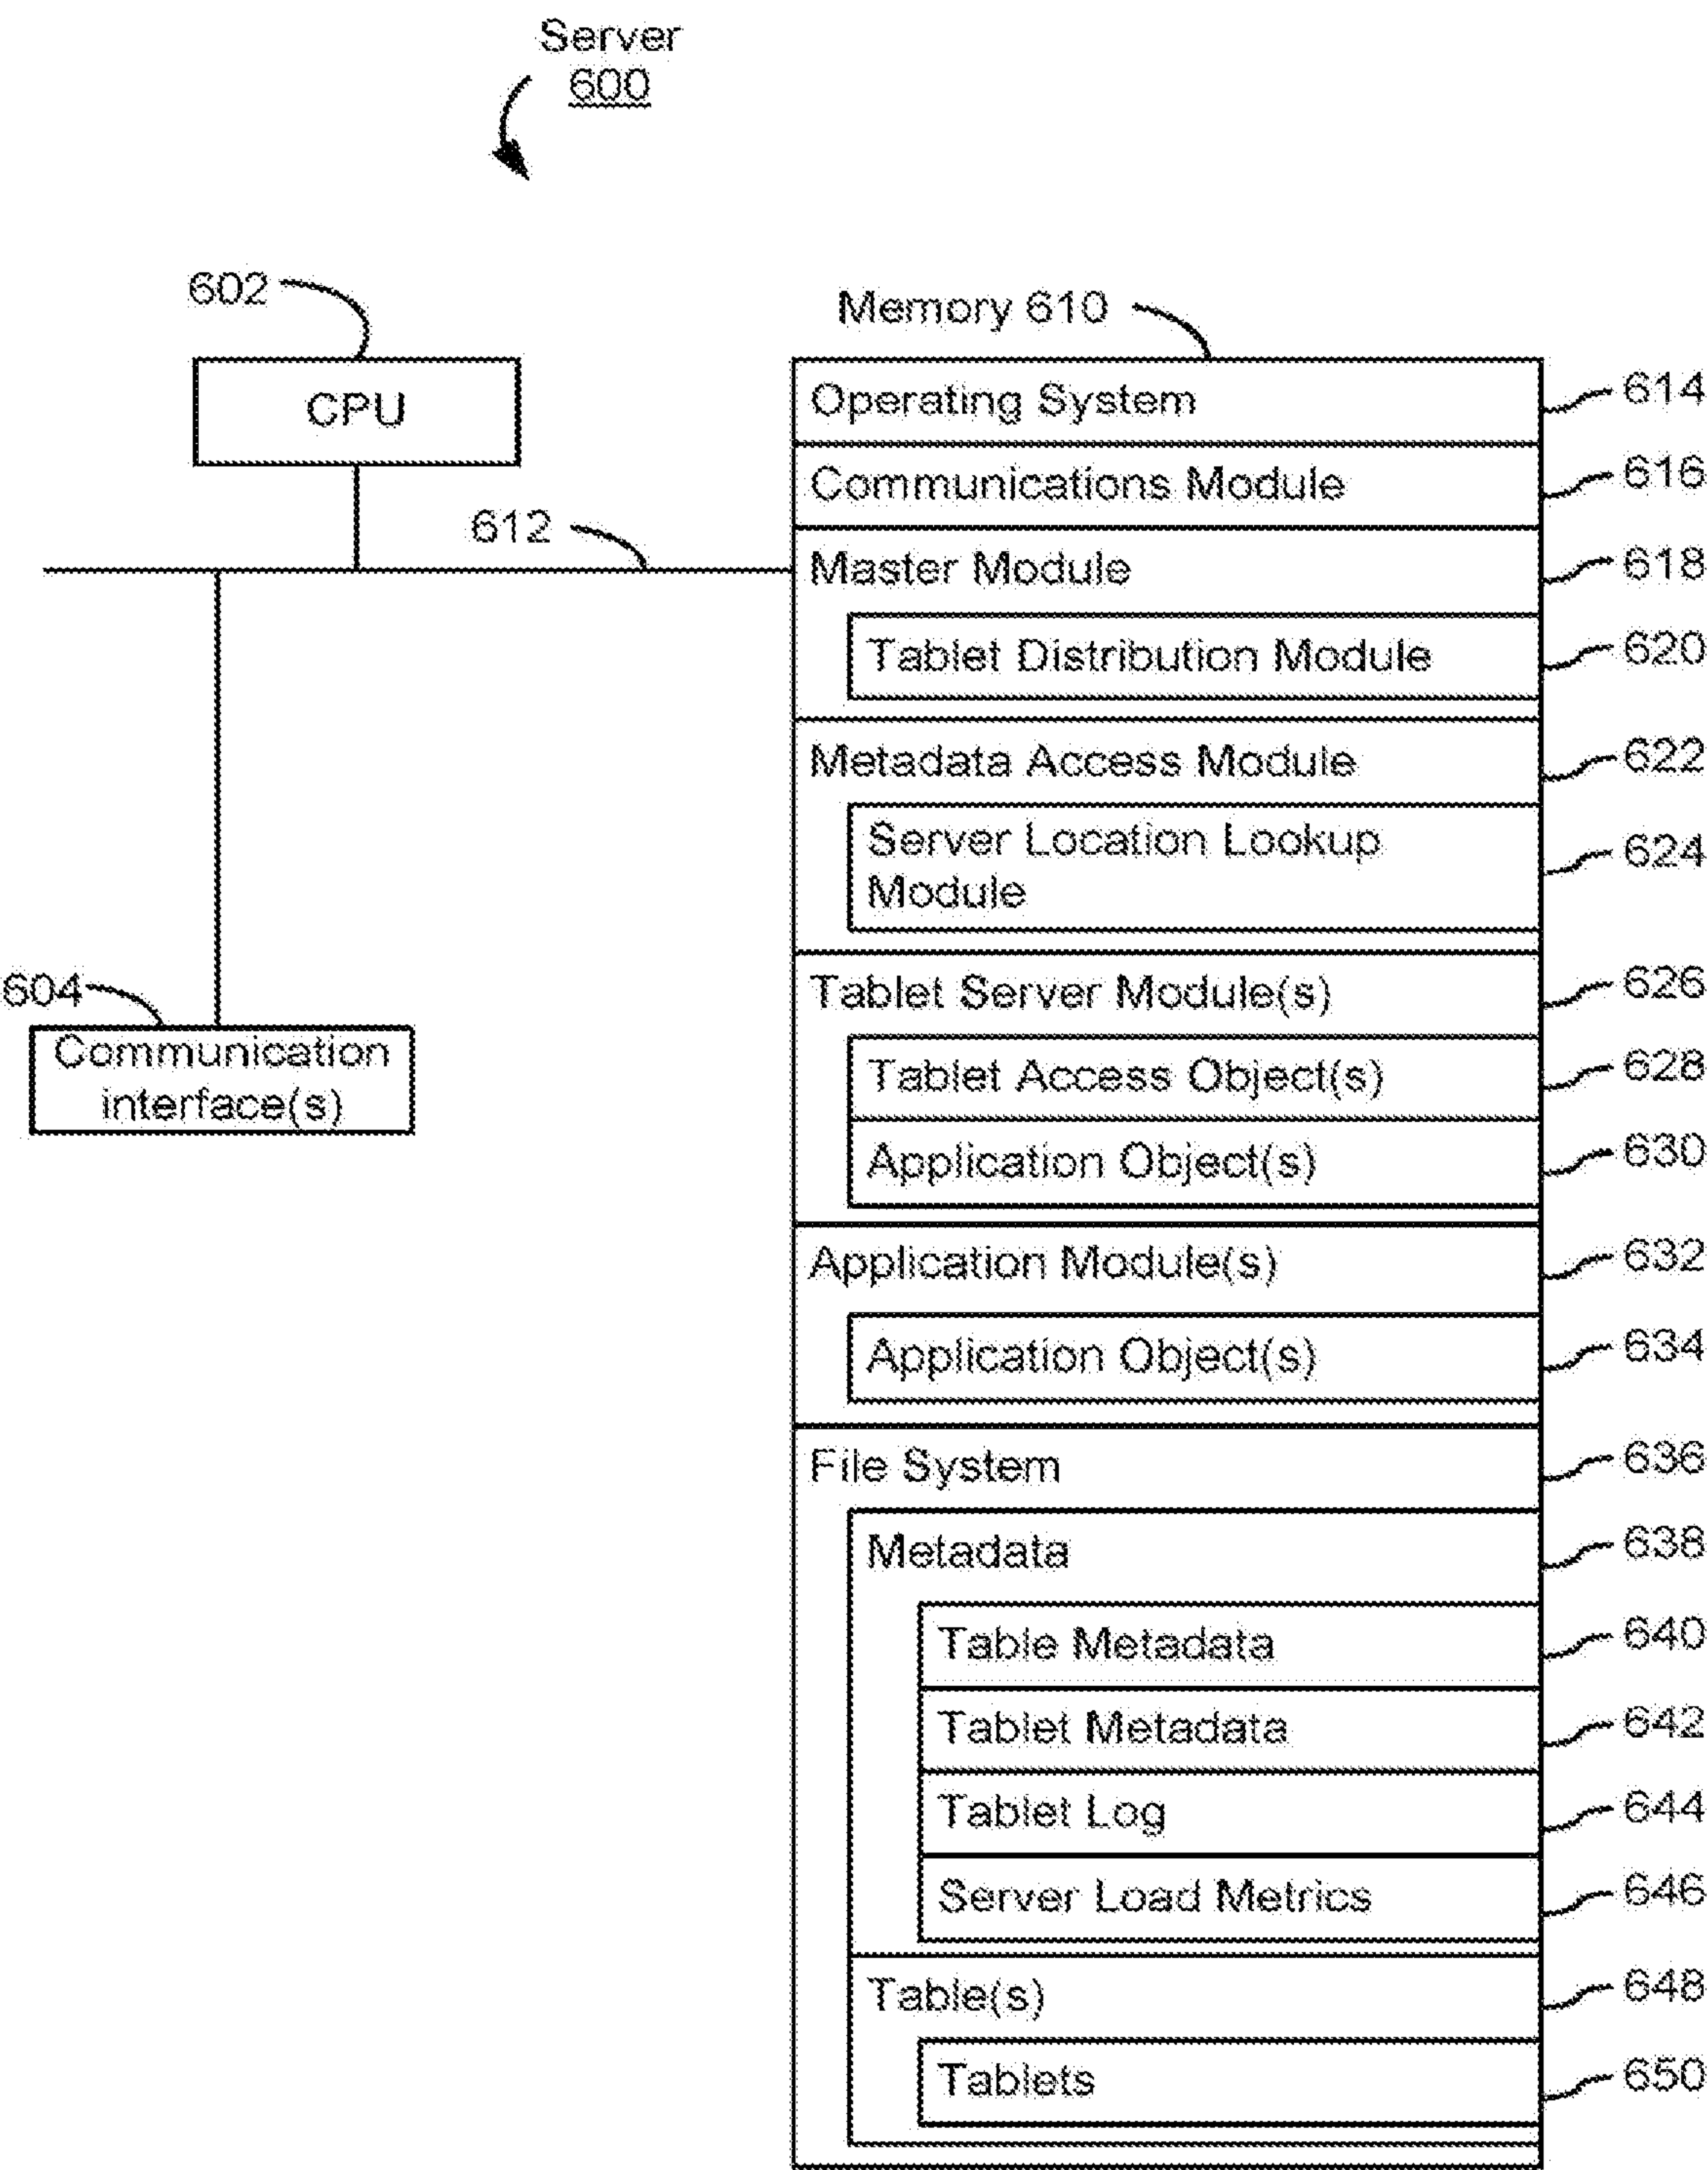 Server
600
602
CPU
612
604
Communication
interface(s)
Memory 610
Operating System 614
Communications Module 616
Master Module 618
Tablet Distribution Module 620
Metadata Access Module 622
Server Location Lookup
Module 624
Tablet Server Module(s) 626
Tablet Access Object(s) 628
Application Object(s) 630
Application Module(s) 632
Application Object(s) 634
File System 636
Metadata 638
Table Metadata 640
Tablet Metadata 642
Tablet Log 644
Server Load Metrics 646
Table(s) 648
Tablets 650